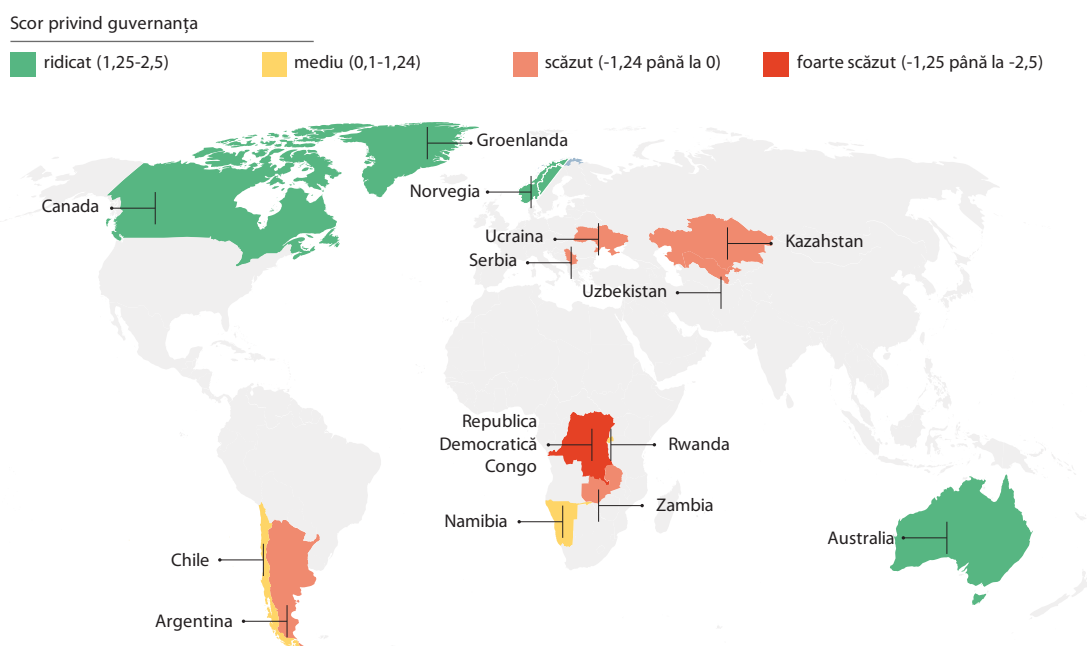 Scor privind guvernanța
ridicat (1,25-2,5)
mediu (0,1-1,24)
scăzut (-1,24 până la 0)
foarte scăzut (-1,25 până la -2,5)
Groenlanda
Norvegia
Canada
Ucraina
Kazahstan
Serbia
Uzbekistan
Republica
Democratică
Congo
Rwanda
Zambia
Namibia
Australia
Chile
Argentina